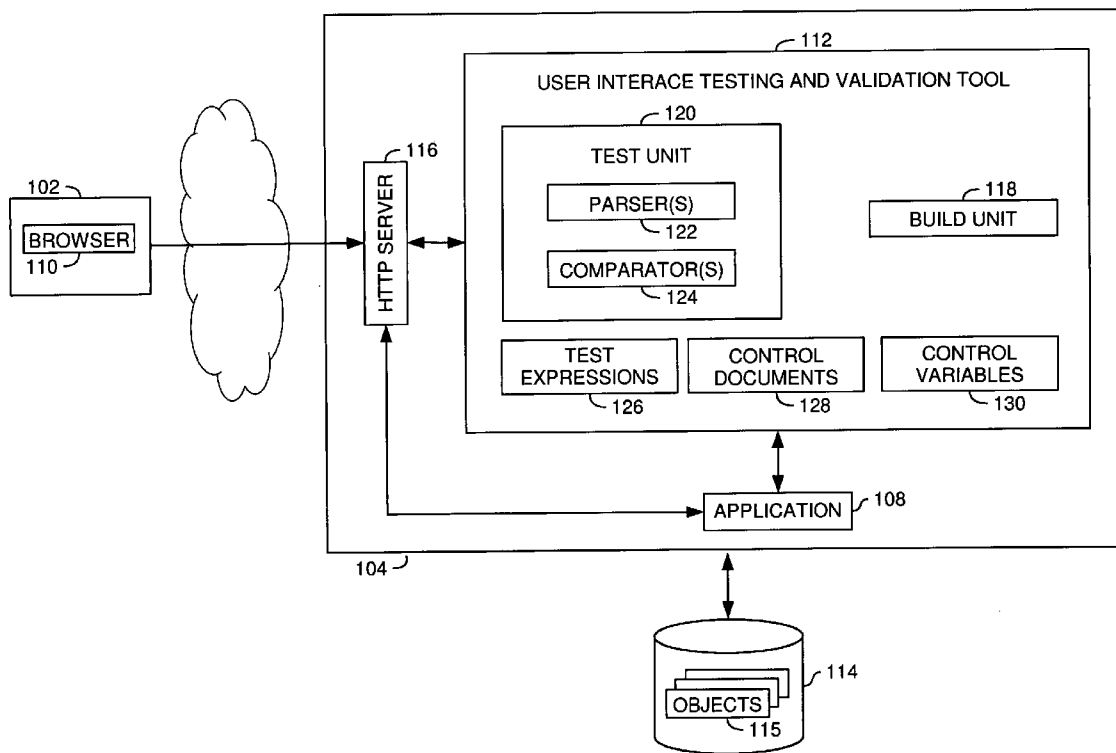 112
USER INTERACE TESTING AND VALIDATION TOOL
120
TEST UNIT
116
HTTP SERVER
102
BROWSER
110
PARSER(S)
122
118
BUILD UNIT
COMPARATOR(S)
124
TEST
EXPRESSIONS
126
CONTROL
DOCUMENTS
128
CONTROL
VARIABLES
130
APPLICATION
108
104
114
OBJECTS
115